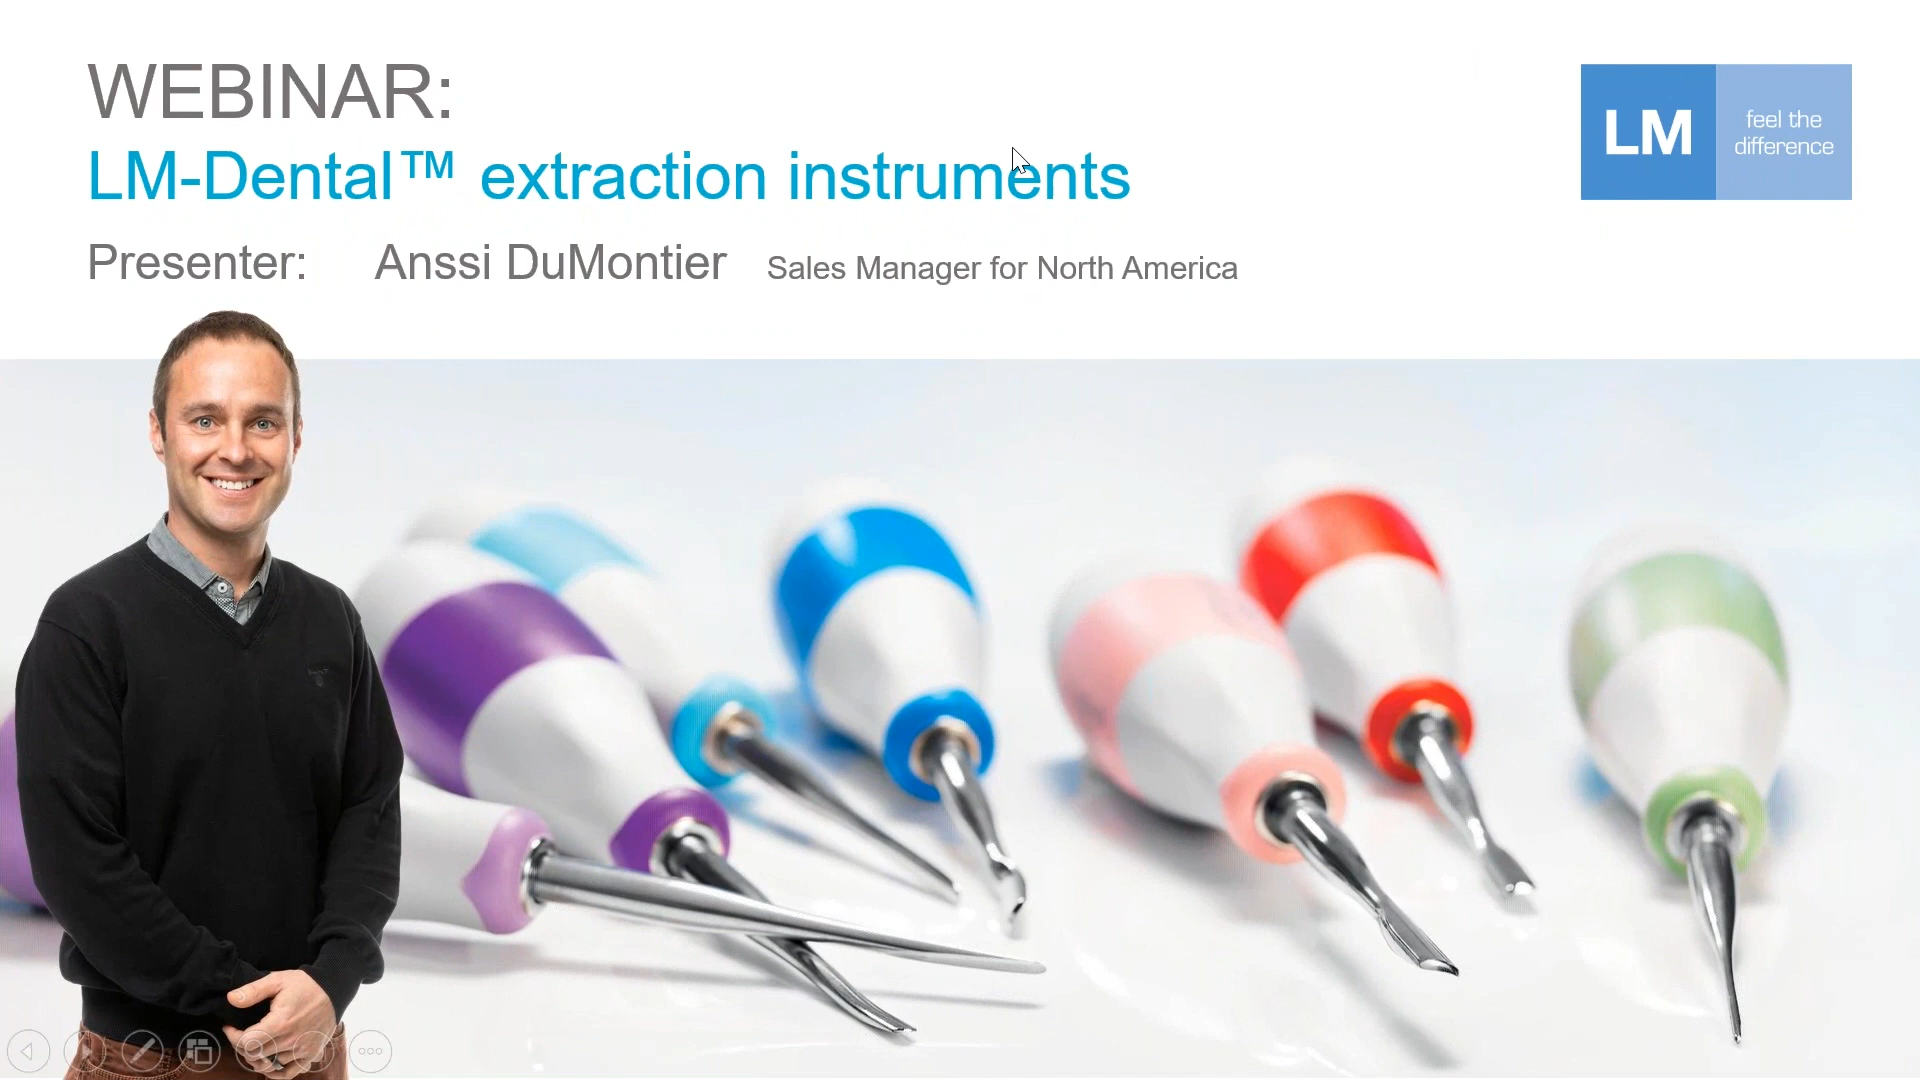 WEBINAR:
LM-Dental™ extraction instruments
Presenter: Anssi DuMontier Sales Manager for North America
LM
feel the
difference